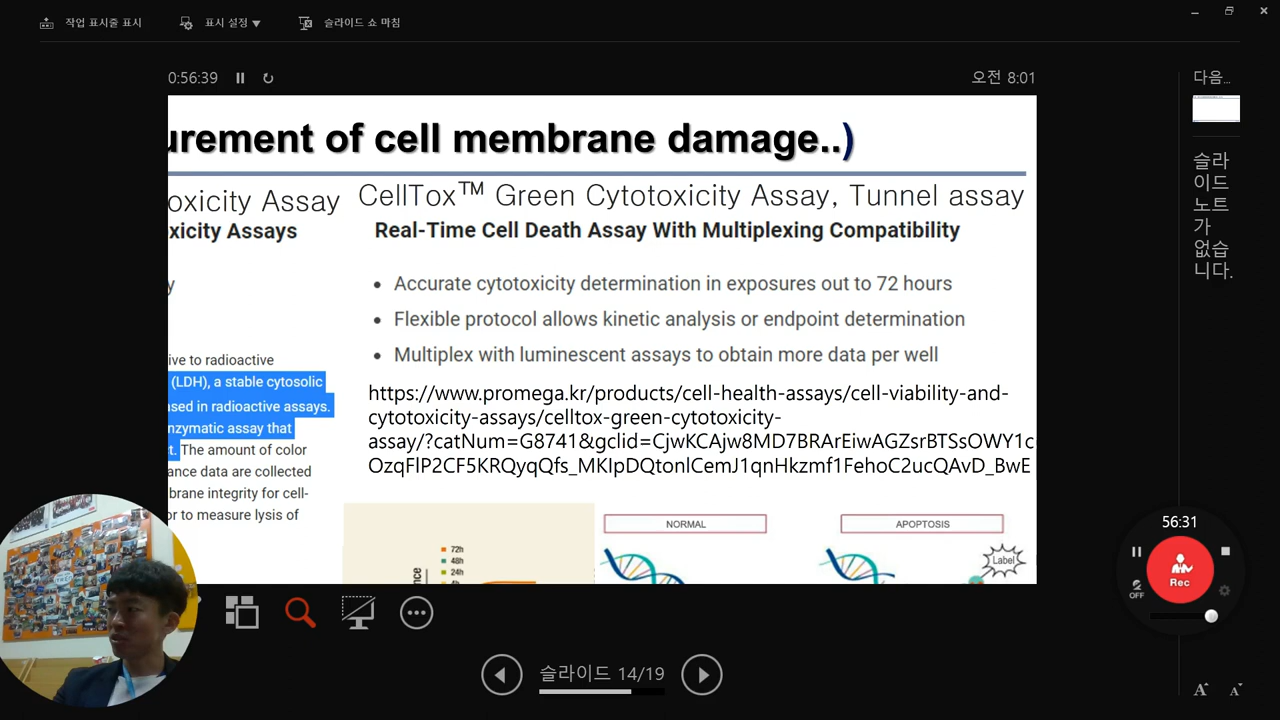 작업 표시줄 표시
표시 설정 ▼
슬라이드 쇼 마침
0:56:39
오전 8:01
다음...
urement of cell membrane damage..)
oxicity Assay
xicity Assays
y
ive to radioactive
(LDH), a stable cytosolic
ased in radioactive assays.
nzymatic assay that
t. The amount of color
ance data are collected
brane integrity for cell-
or to measure lysis of
CellTox™ Green Cytotoxicity Assay, Tunnel assay
Real-Time Cell Death Assay With Multiplexing Compatibility
• Accurate cytotoxicity determination in exposures out to 72 hours
• Flexible protocol allows kinetic analysis or endpoint determination
• Multiplex with luminescent assays to obtain more data per well
https://www.promega.kr/products/cell-health-assays/cell-viability-and-
cytotoxicity-assays/celltox-green-cytotoxicity-
assay/?catNum=G8741&gclid=CjwKCAjw8MD7BRArEiwAGZsrBTSsOWY1c
OzqFlP2CF5KRQyqQfs_MKIpDQtonlCemJ1qnHkzmf1FehoC2ucQAvD_BwE
72h
48h
24h
4h
nce
NORMAL
APOPTOSIS
Label
슬라
이드
노트
가
없습
니다.
56:31
Rec
OFF
슬라이드 14/19
A
A